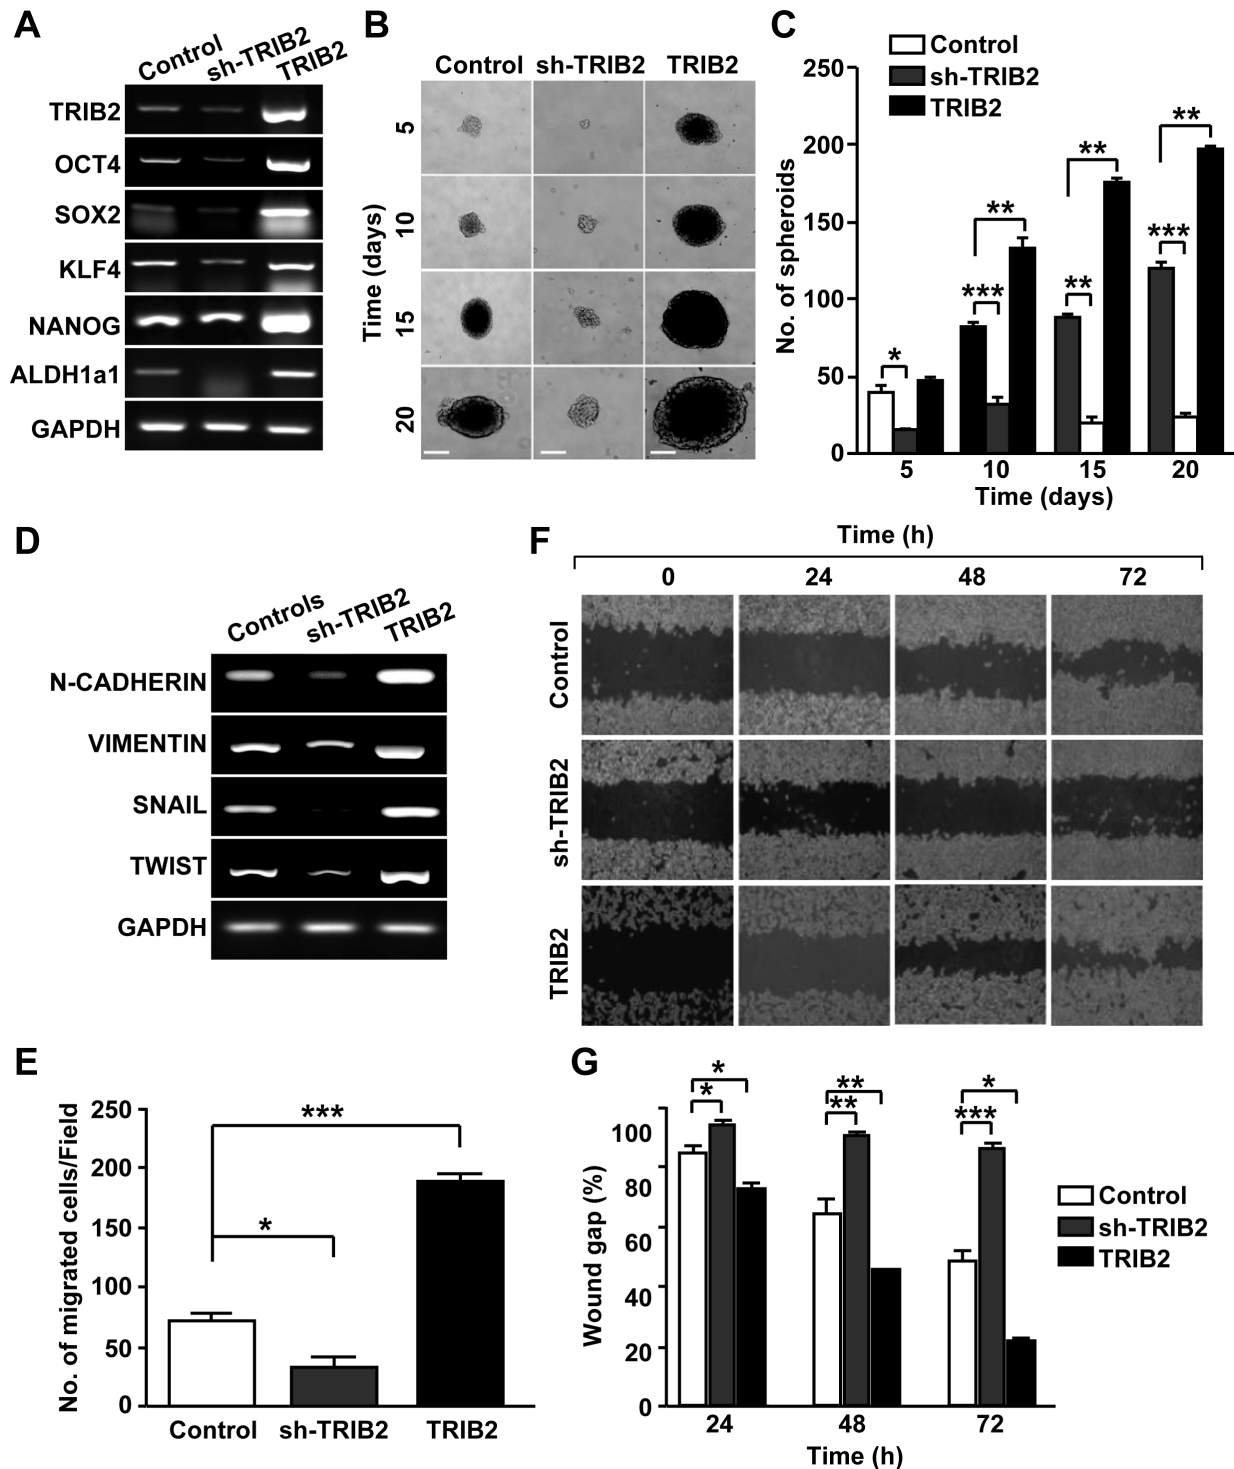 A
Control
sh-TRIB2
TRIB2
TRIB2
OCT4
SOX2
KLF4
NANOG
ALDH1a1
GAPDH
B
Control sh-TRIB2 TRIB2
Time (days)
5
10
15
20
C
Control
sh-TRIB2
TRIB2
No. of spheroids
250
200
150
100
50
0
*
***
**
**
**
***
**
5 10 15 20
Time (days)
D
Controls
sh-TRIB2
TRIB2
N-CADHERIN
VIMENTIN
SNAIL
TWIST
GAPDH
F
Time (h)
0 24 48 72
Control
sh-TRIB2
TRIB2
E
No. of migrated cells/Field
250
200
150
100
50
0
***
*
Control sh-TRIB2 TRIB2
G
Wound gap (%)
100
80
60
40
20
0
*
*
**
**
*
***
24 48 72
Time (h)
Control
sh-TRIB2
TRIB2